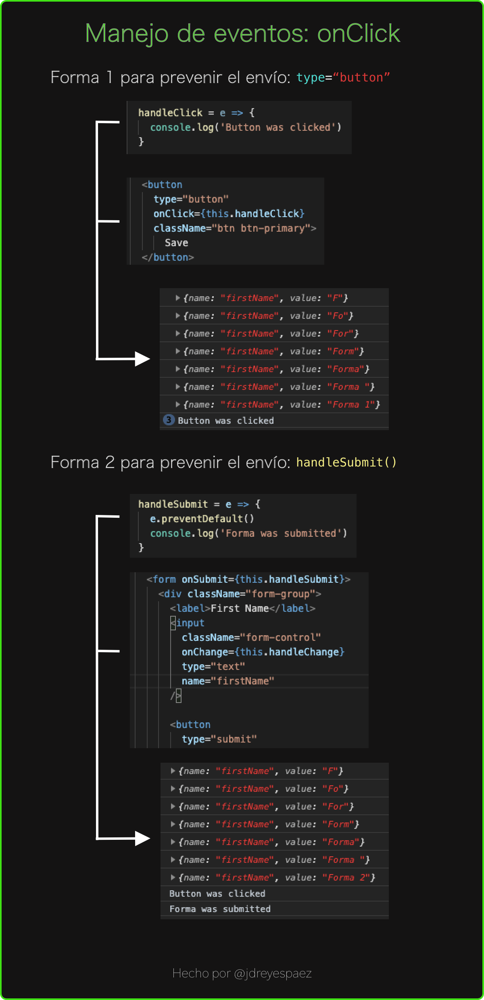 Manejo de eventos: onClick
Forma 1 para prevenir el envío: type=“button”
handleClick = e => {
console.log('Button was clicked')
}
<button
type="button"
onClick={this.handleClick}
className="btn btn-primary">
Save
</button>
{name: "firstName", value: "F"}
{name: "firstName", value: "Fo"}
{name: "firstName", value: "For"}
{name: "firstName", value: "Form"}
{name: "firstName", value: "Forma"}
{name: "firstName", value: "Forma "}
{name: "firstName", value: "Forma 1"}
3 Button was clicked
Forma 2 para prevenir el envío: handleSubmit()
handleSubmit = e => {
e.preventDefault()
console.log('Forma was submitted')
}
<form onSubmit={this.handleSubmit}>
<div className="form-group">
<label>First Name</label>
<input
className="form-control"
onChange={this.handleChange}
type="text"
name="firstName"
/>
<button
type="submit"
{name: "firstName", value: "F"}
{name: "firstName", value: "Fo"}
{name: "firstName", value: "For"}
{name: "firstName", value: "Form"}
{name: "firstName", value: "Forma"}
{name: "firstName", value: "Forma "}
{name: "firstName", value: "Forma 2"}
Button was clicked
Forma was submitted
Hecho por @jdreyespaez